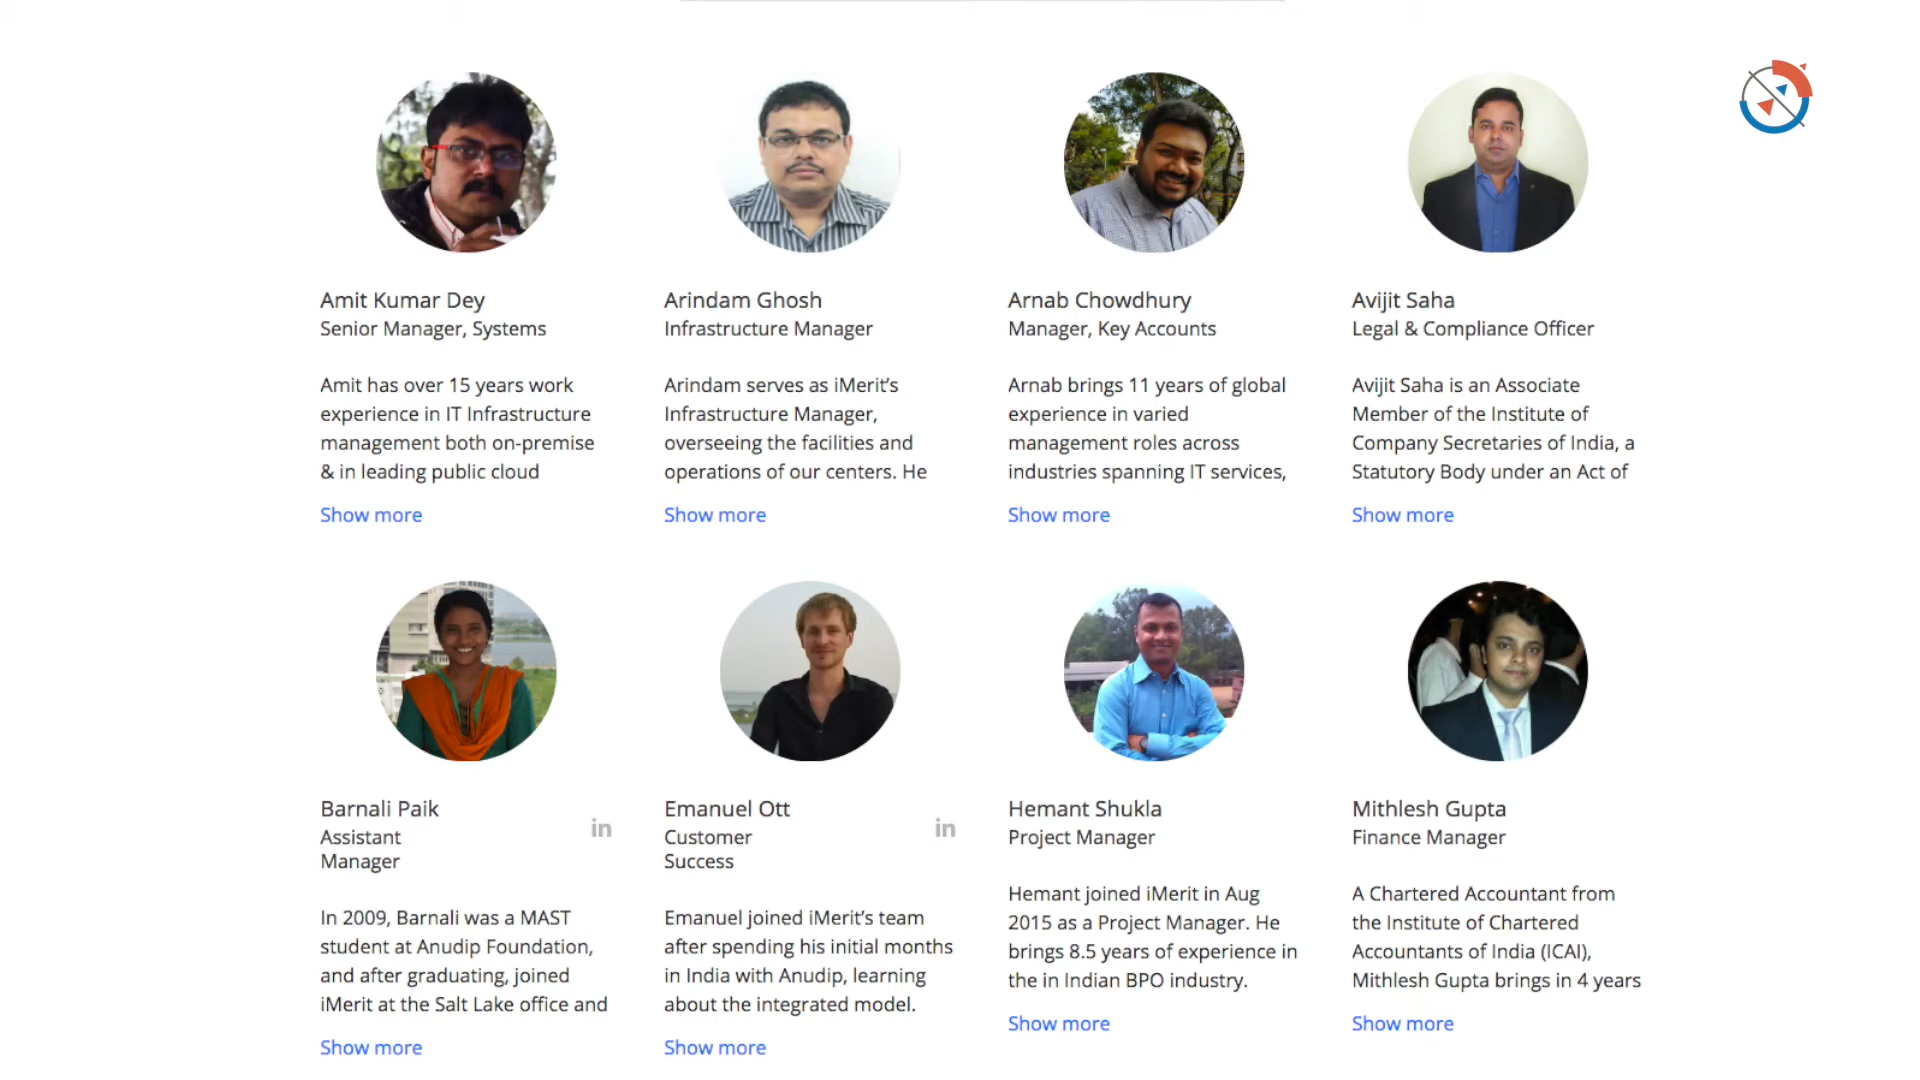 Amit Kumar Dey
Senior Manager, Systems
Amit has over 15 years work
experience in IT Infrastructure
management both on-premise
& in leading public cloud
Show more
Arindam Ghosh
Infrastructure Manager
Arindam serves as iMerit’s
Infrastructure Manager,
overseeing the facilities and
operations of our centers. He
Show more
Arnab Chowdhury
Manager, Key Accounts
Arnab brings 11 years of global
experience in varied
management roles across
industries spanning IT services,
Show more
Avijit Saha
Legal & Compliance Officer
Avijit Saha is an Associate
Member of the Institute of
Company Secretaries of India, a
Statutory Body under an Act of
Show more
Barnali Paik
Assistant
Manager
in
In 2009, Barnali was a MAST
student at Anudip Foundation,
and after graduating, joined
iMerit at the Salt Lake office and
Show more
Emanuel Ott
Customer
Success
in
Emanuel joined iMerit’s team
after spending his initial months
in India with Anudip, learning
about the integrated model.
Show more
Hemant Shukla
Project Manager
Hemant joined iMerit in Aug
2015 as a Project Manager. He
brings 8.5 years of experience in
the in Indian BPO industry.
Show more
Mithlesh Gupta
Finance Manager
A Chartered Accountant from
the Institute of Chartered
Accountants of India (ICAI),
Mithlesh Gupta brings in 4 years
Show more